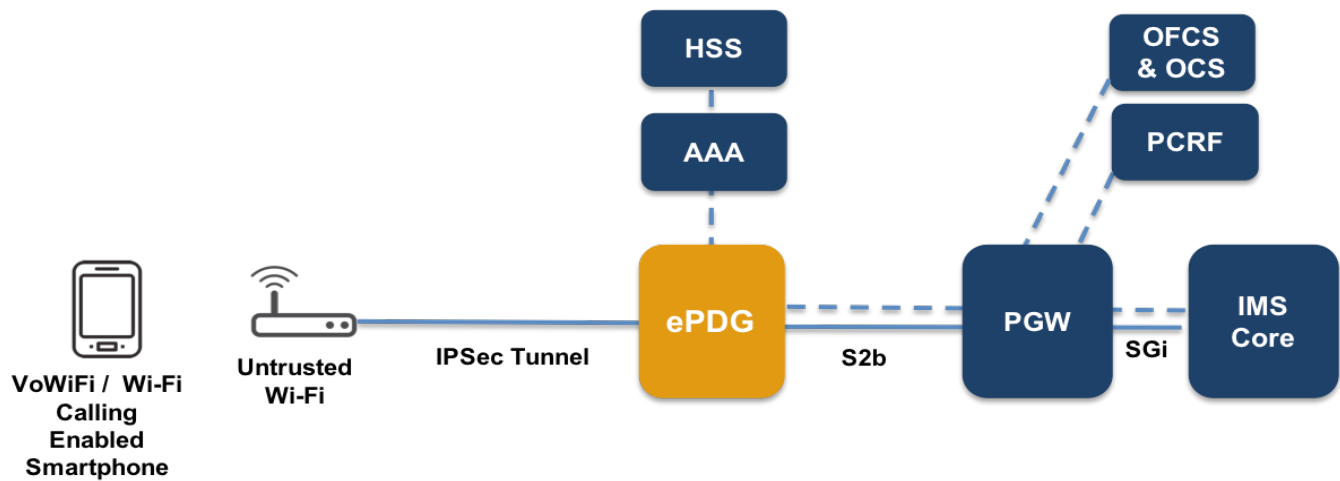 HSS
OFCS
& OCS
AAA
PCRF
ePDG
PGW
IMS
Core
IPSec Tunnel
S2b
SGi
Untrusted
Wi-Fi
VoWiFi / Wi-Fi
Calling
Enabled
Smartphone